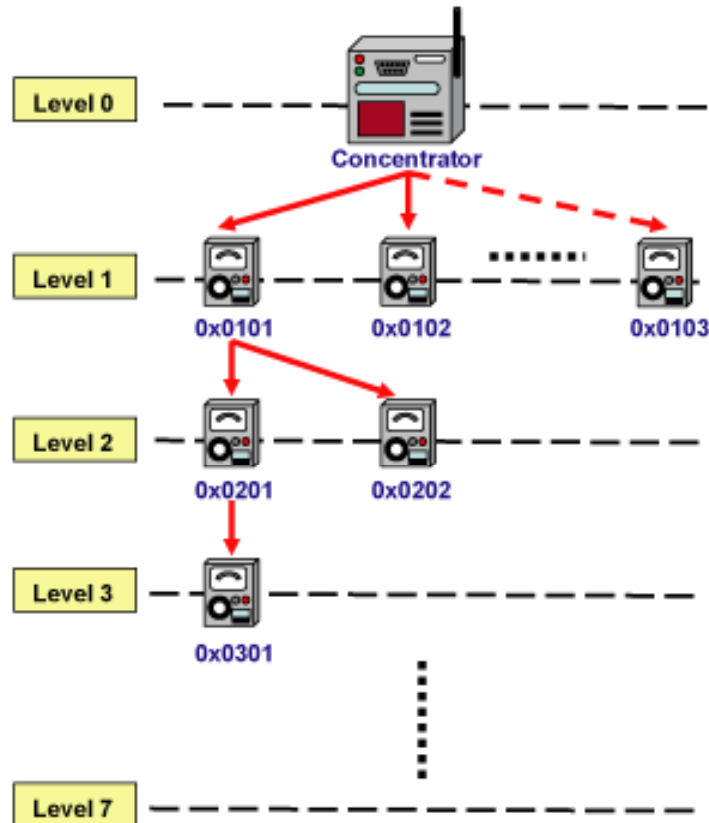 Level 0
Concentrator
Level 1
0x0101 0x0102 0x0103
Level 2
0x0201 0x0202
Level 3
0x0301
Level 7